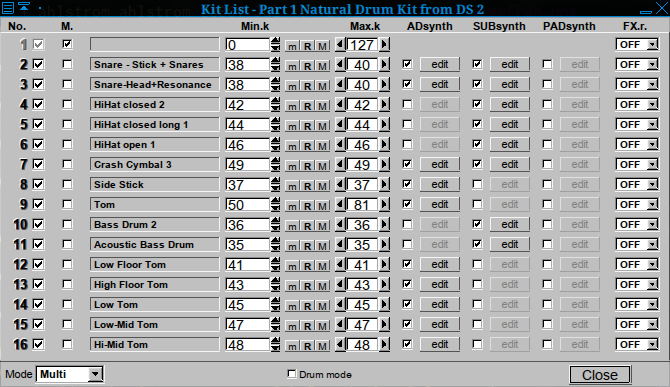 Kit List - Part 1 Natural Drum Kit from DS 2
No. M. Min.k Max.k ADsynth SUBsynth PADsynth FX.r.
1 0 m R M 127 OFF
2 Snare - Stick + Snares 38 m R M 40 edit edit edit OFF
3 Snare-Head+Resonance 38 m R M 40 edit edit edit OFF
4 HiHat closed 2 42 m R M 42 edit edit edit OFF
5 HiHat closed long 1 44 m R M 44 edit edit edit OFF
6 HiHat open 1 46 m R M 46 edit edit edit OFF
7 Crash Cymbal 3 49 m R M 49 edit edit edit OFF
8 Side Stick 37 m R M 37 edit edit edit OFF
9 Tom 50 m R M 81 edit edit edit OFF
10 Bass Drum 2 36 m R M 36 edit edit edit OFF
11 Acoustic Bass Drum 35 m R M 35 edit edit edit OFF
12 Low Floor Tom 41 m R M 41 edit edit edit OFF
13 High Floor Tom 43 m R M 43 edit edit edit OFF
14 Low Tom 45 m R M 45 edit edit edit OFF
15 Low-Mid Tom 47 m R M 47 edit edit edit OFF
16 Hi-Mid Tom 48 m R M 48 edit edit edit OFF
Mode Multi Drum mode Close